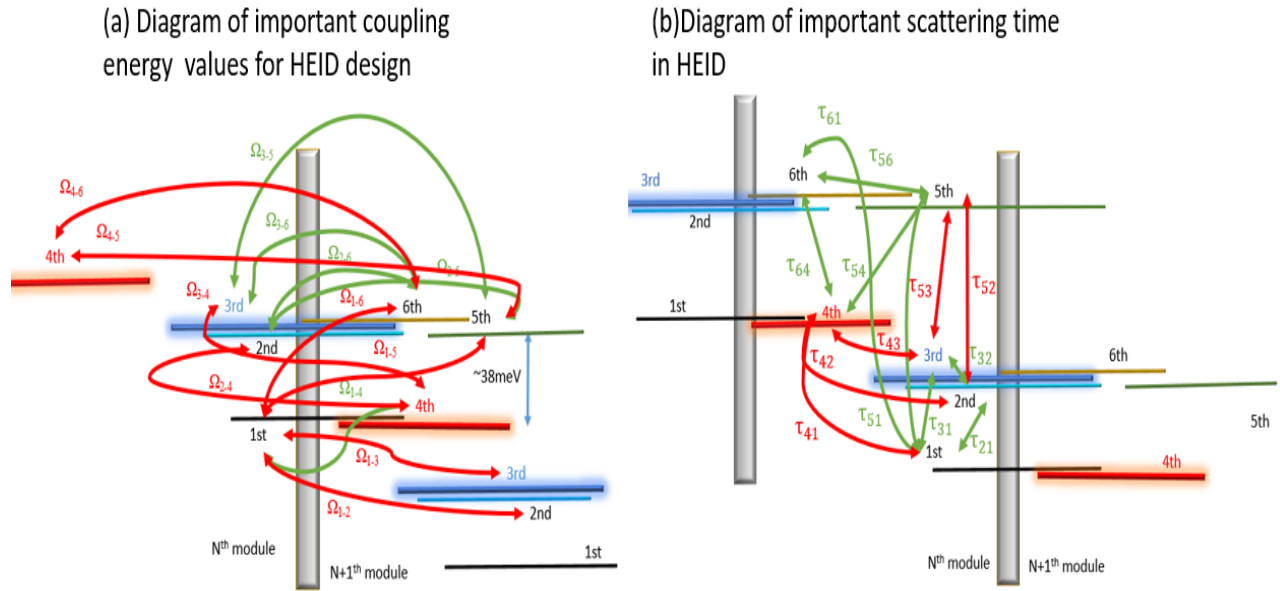 (a) Diagram of important coupling
energy values for HEID design
Ω3-5
Ω4-6
Ω3-6
Ω4-5
Ω2-6
4th
Ω3-4
3rd
Ω1-6
6th
5th
2nd
Ω1-5
~38meV
Ω2-4
Ω1-4
4th
1st
Ω1-3
3rd
Ω1-2
2nd
Nth module
N+1th module
1st
(b)Diagram of important scattering time
in HEID
τ61
τ56
6th
5th
3rd
2nd
τ64
τ54
τ53
τ52
1st
4th
τ43
τ42
3rd
τ32
6th
2nd
τ41
τ51
τ31
τ21
1st
5th
4th
Nth module
N+1th module